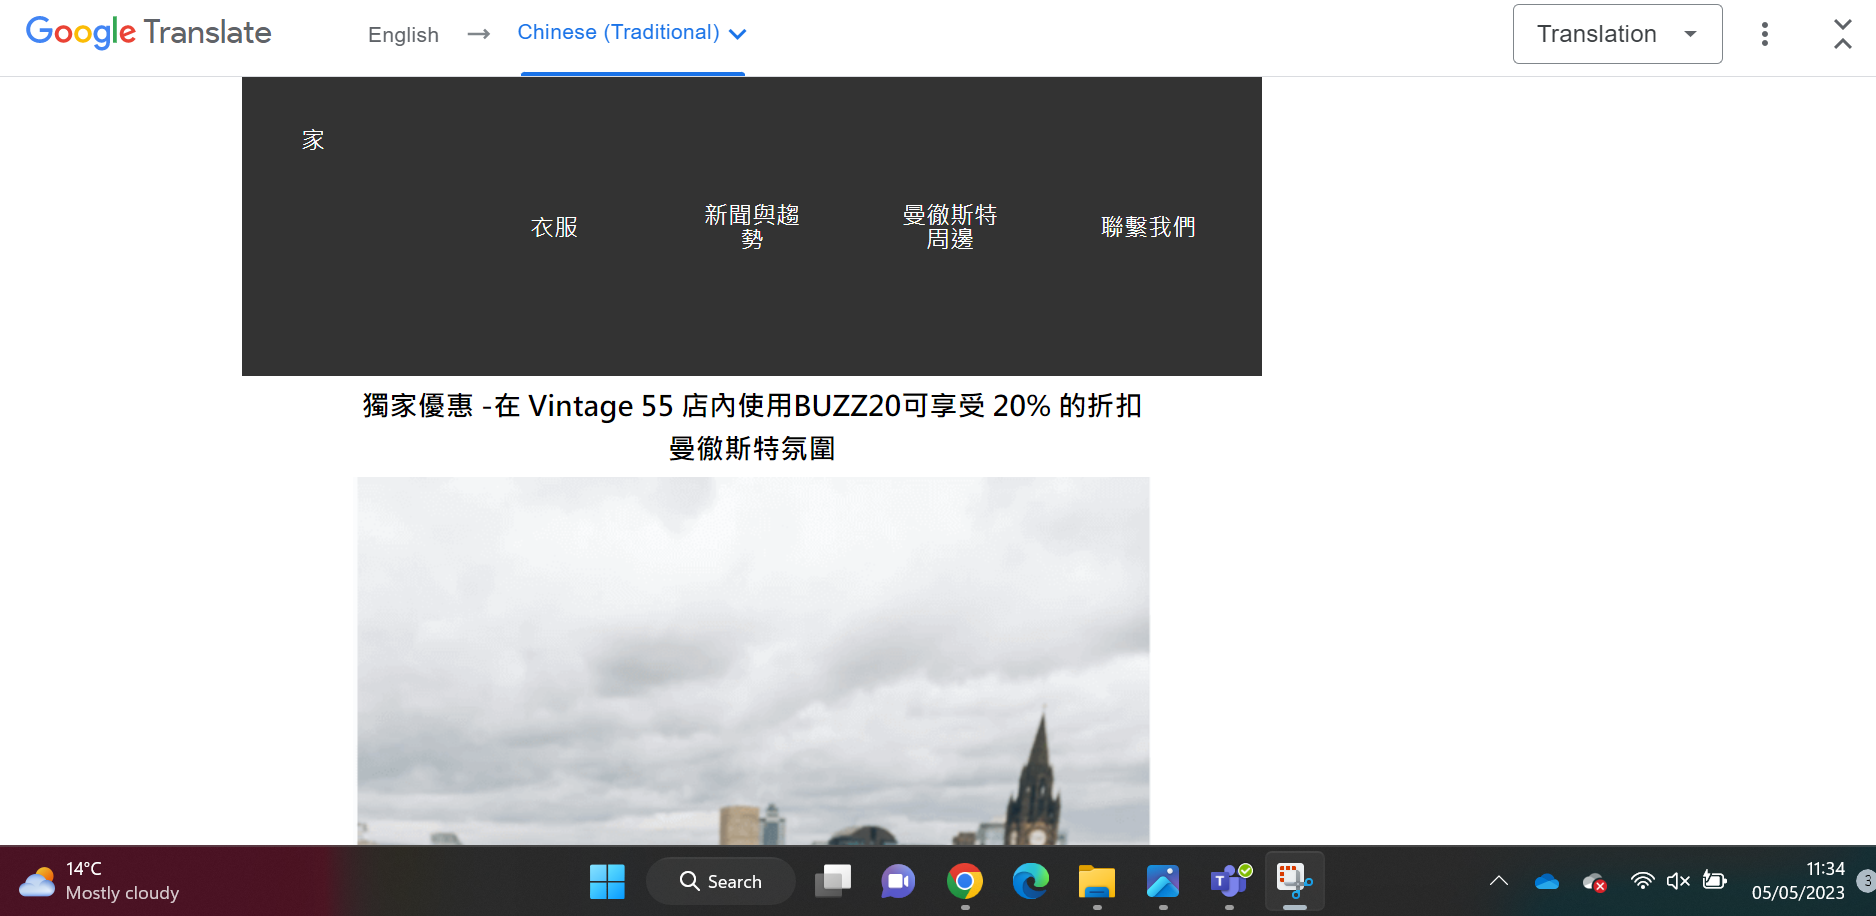 Google Translate
English → Chinese (Traditional)
Translation
家
衣服
新聞與趨
勢
曼徹斯特
周邊
聯繫我們
獨家優惠 -在 Vintage 55 店內使用BUZZ20可享受 20% 的折扣
曼徹斯特氛圍
14°C
Mostly cloudy
Search
T
11:34
05/05/2023
3